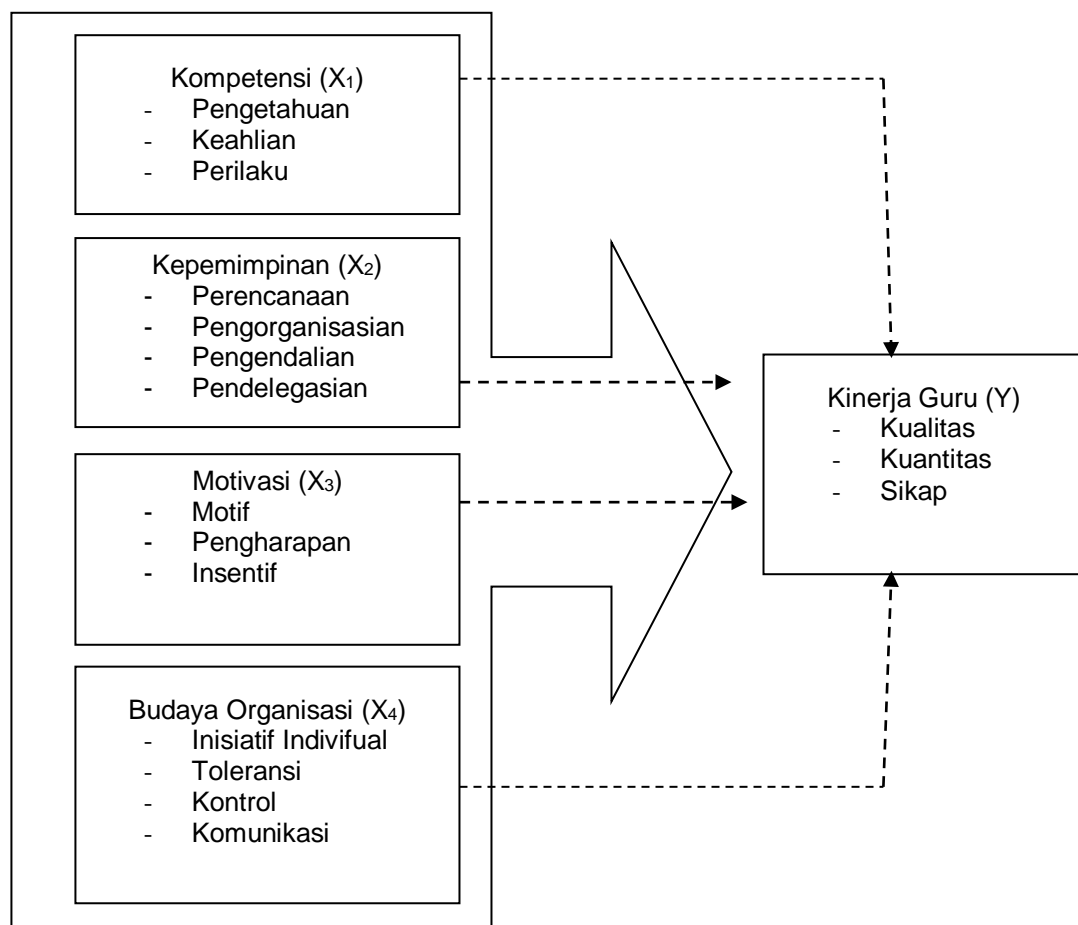 Kompetensi (X₁)
- Pengetahuan
- Keahlian
- Perilaku
Kepemimpinan (X₂)
- Perencanaan
- Pengorganisasian
- Pengendalian
- Pendelegasian
Motivasi (X₃)
- Motif
- Pengharapan
- Insentif
Budaya Organisasi (X₄)
- Inisiatif Indivifual
- Toleransi
- Kontrol
- Komunikasi
Kinerja Guru (Y)
- Kualitas
- Kuantitas
- Sikap